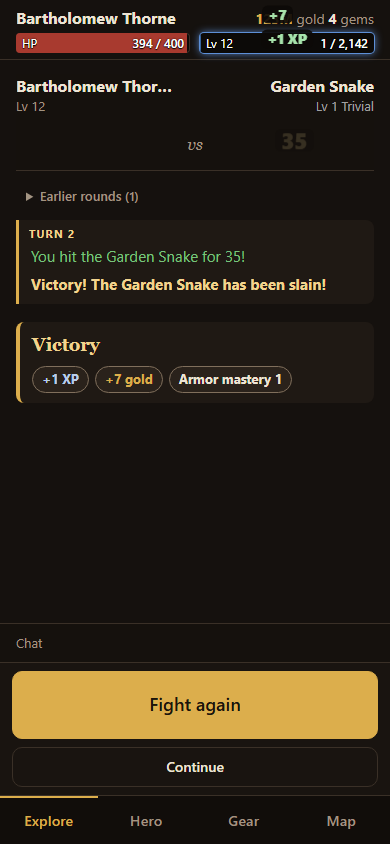 Bartholomew Thorne
+7
gold 4 gems
HP 394 / 400
Lv 12 +1 XP 1 / 2,142
Bartholomew Thor...
Garden Snake
Lv 12
Lv 1 Trivial
vs
35
▶ Earlier rounds (1)
TURN 2
You hit the Garden Snake for 35!
Victory! The Garden Snake has been slain!
Victory
+1 XP +7 gold Armor mastery 1
Chat
Fight again
Continue
Explore Hero Gear Map